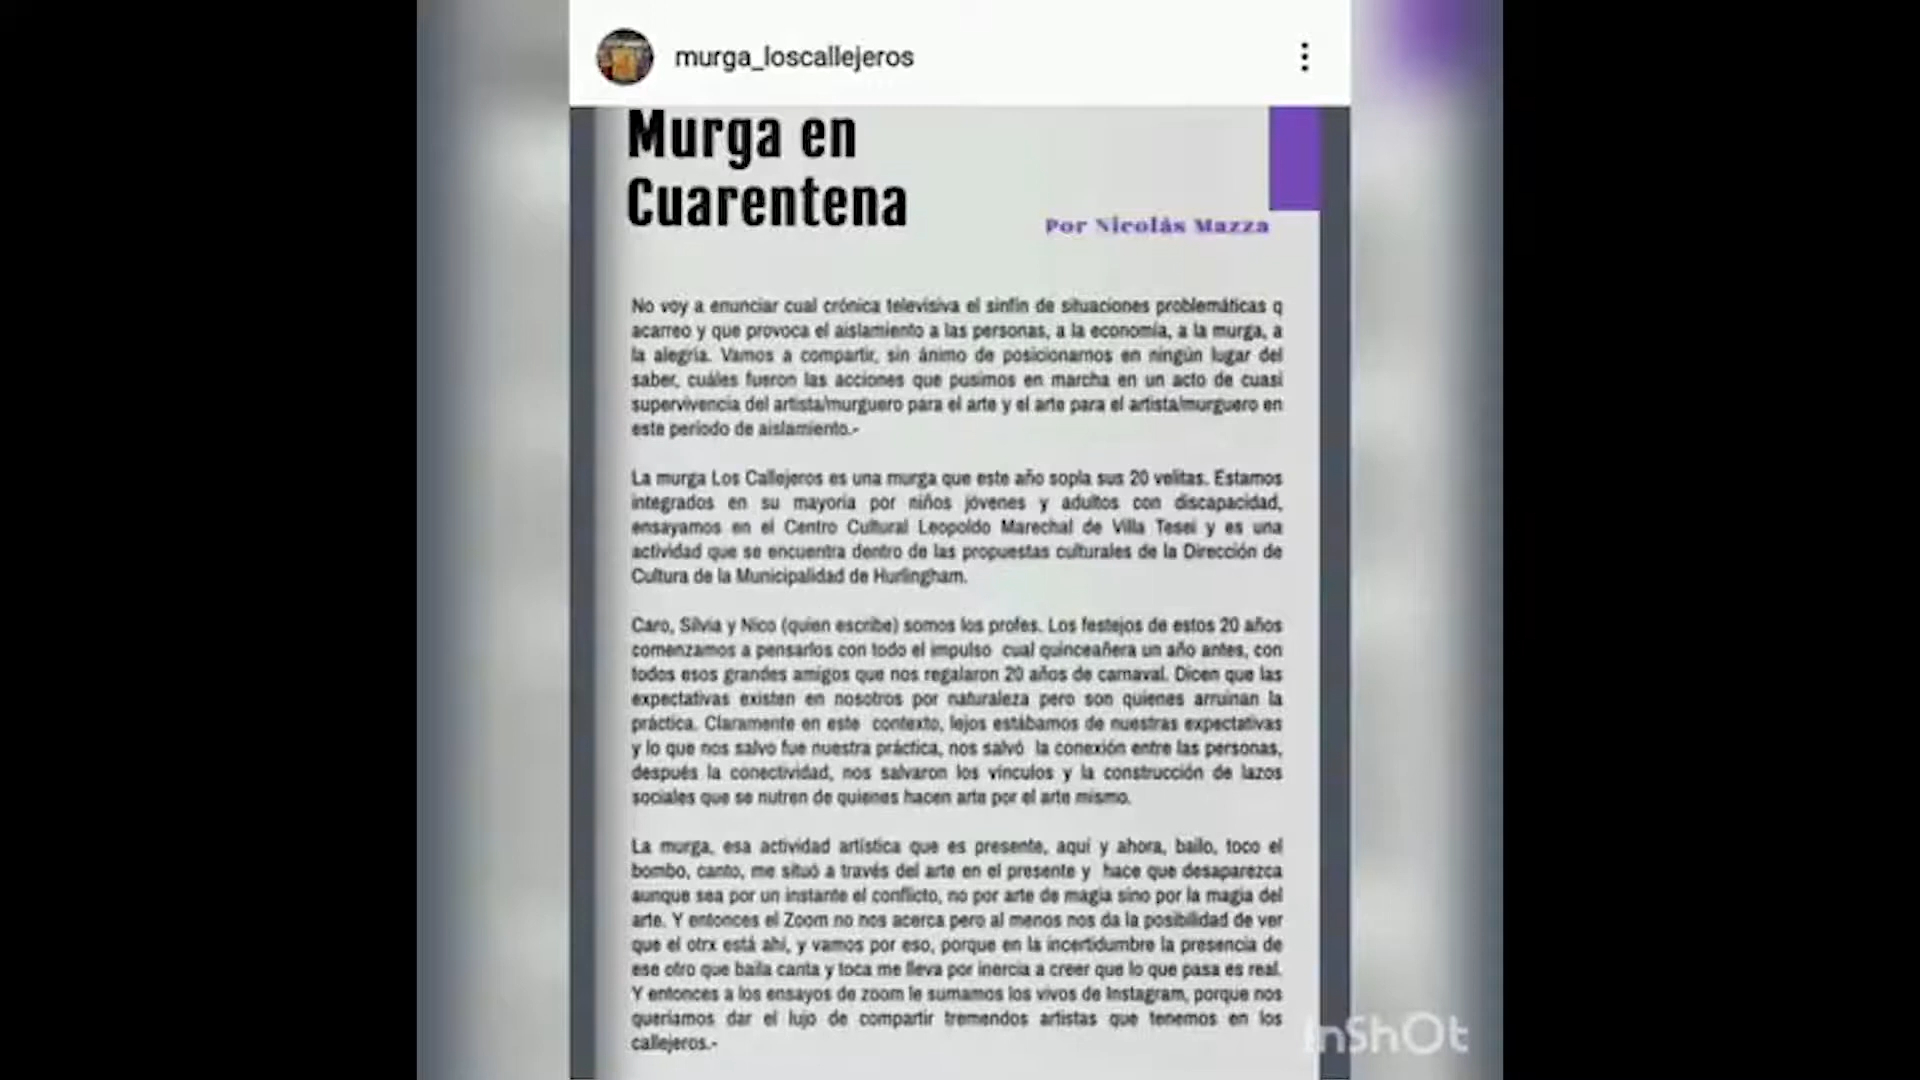 murga_loscallejeros
Murga en
Cuarentena
Por Nicolás Mazza
No voy a enunciar cual crónica televisiva el sinfín de situaciones problemáticas q
acarreo y que provoca el aislamiento a las personas, a la economía, a la murga, a
la alegría. Vamos a compartir, sin ánimo de posicionarnos en ningún lugar del
saber, cuáles fueron las acciones que pusimos en marcha en un acto de cuasi
supervivencia del artista/murguero para el arte y el arte para el artista/murguero en
este período de aislamiento.-
La murga Los Callejeros es una murga que este año sopla sus 20 velitas. Estamos
integrados en su mayoría por niños jóvenes y adultos con discapacidad,
ensayamos en el Centro Cultural Leopoldo Marechal de Villa Tesei y es una
actividad que se encuentra dentro de las propuestas culturales de la Dirección de
Cultura de la Municipalidad de Hurlingham.
Caro, Silvia y Nico (quien escribe) somos los profes. Los festejos de estos 20 años
comenzamos a pensarlos con todo el impulso cual quinceañera un año antes, con
todos esos grandes amigos que nos regalaron 20 años de carnaval. Dicen que las
expectativas existen en nosotros por naturaleza pero son quienes arruinan la
práctica. Claramente en este contexto, lejos estábamos de nuestras expectativas
y lo que nos salvo fue nuestra práctica, nos salvó la conexión entre las personas,
después la conectividad, nos salvaron los vínculos y la construcción de lazos
sociales que se nutren de quienes hacen arte por el arte mismo.
La murga, esa actividad artística que es presente, aquí y ahora, bailo, toco el
bombo, canto, me situó a través del arte en el presente y hace que desaparezca
aunque sea por un instante el conflicto, no por arte de magia sino por la magia del
arte. Y entonces el Zoom no nos acerca pero al menos nos da la posibilidad de ver
que el otrx está ahí, y vamos por eso, porque en la incertidumbre la presencia de
ese otro que baila canta y toca me lleva por inercia a creer que lo que pasa es real.
Y entonces a los ensayos de zoom le sumamos los vivos de Instagram, porque nos
queríamos dar el lujo de compartir tremendos artistas que tenemos en los
callejeros.-
InShOt